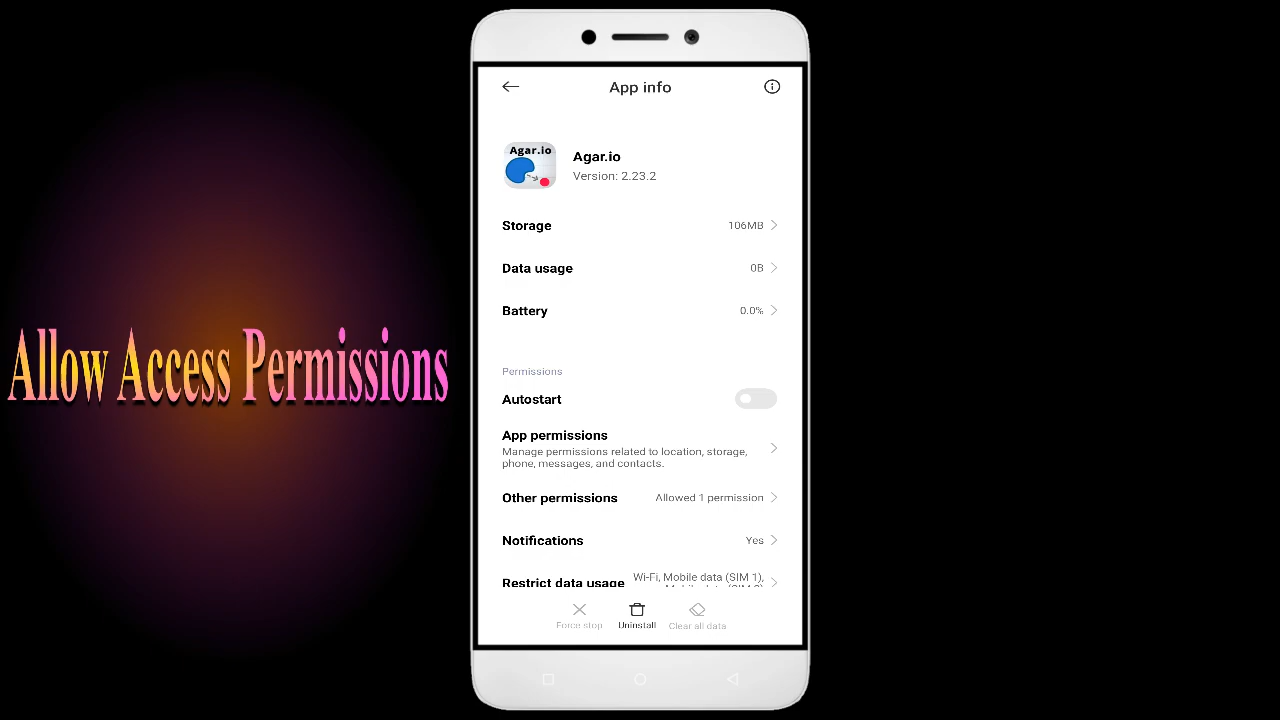 Allow Access Permissions
App info
Agar.io
Agar.io
Version: 2.23.2
Storage 106MB
Data usage 0B
Battery 0.0%
Permissions
Autostart
App permissions
Manage permissions related to location, storage,
phone, messages, and contacts.
Other permissions Allowed 1 permission
Notifications Yes
Restrict data usage Wi-Fi, Mobile data (SIM 1),
Force stop Uninstall Clear all data